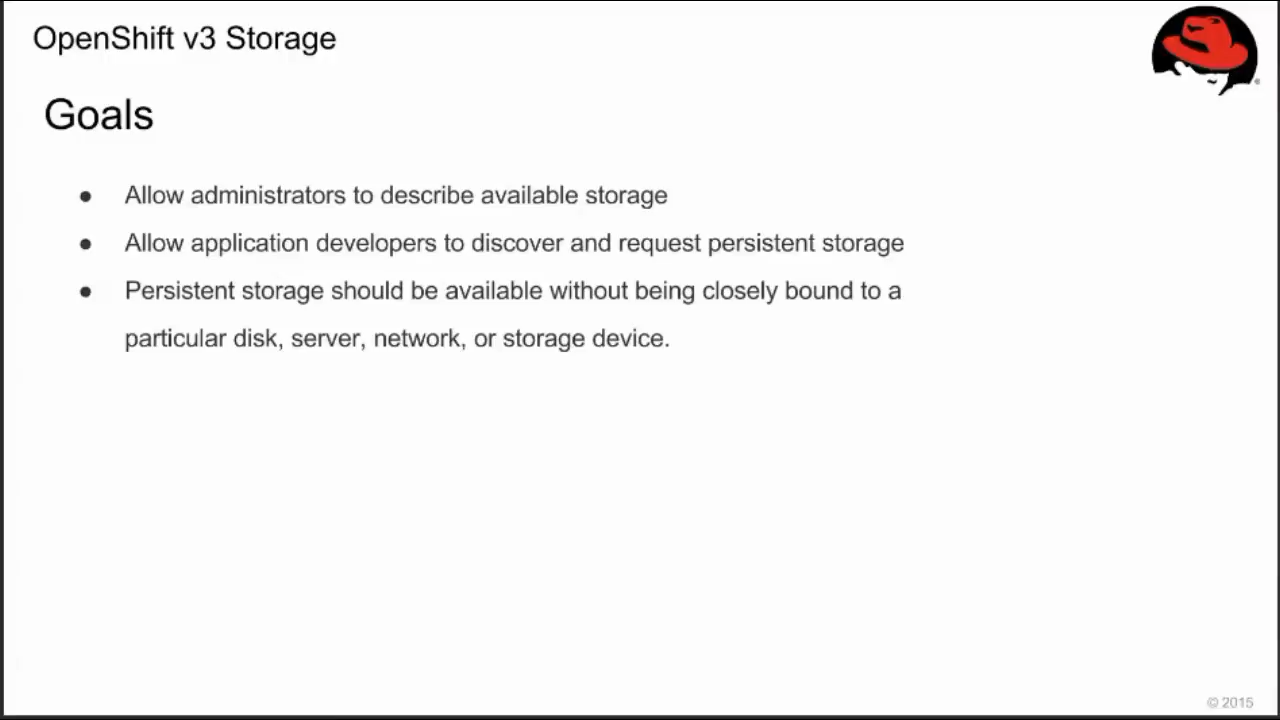 OpenShift v3 Storage
Goals
● Allow administrators to describe available storage
● Allow application developers to discover and request persistent storage
● Persistent storage should be available without being closely bound to a
particular disk, server, network, or storage device.
© 2015